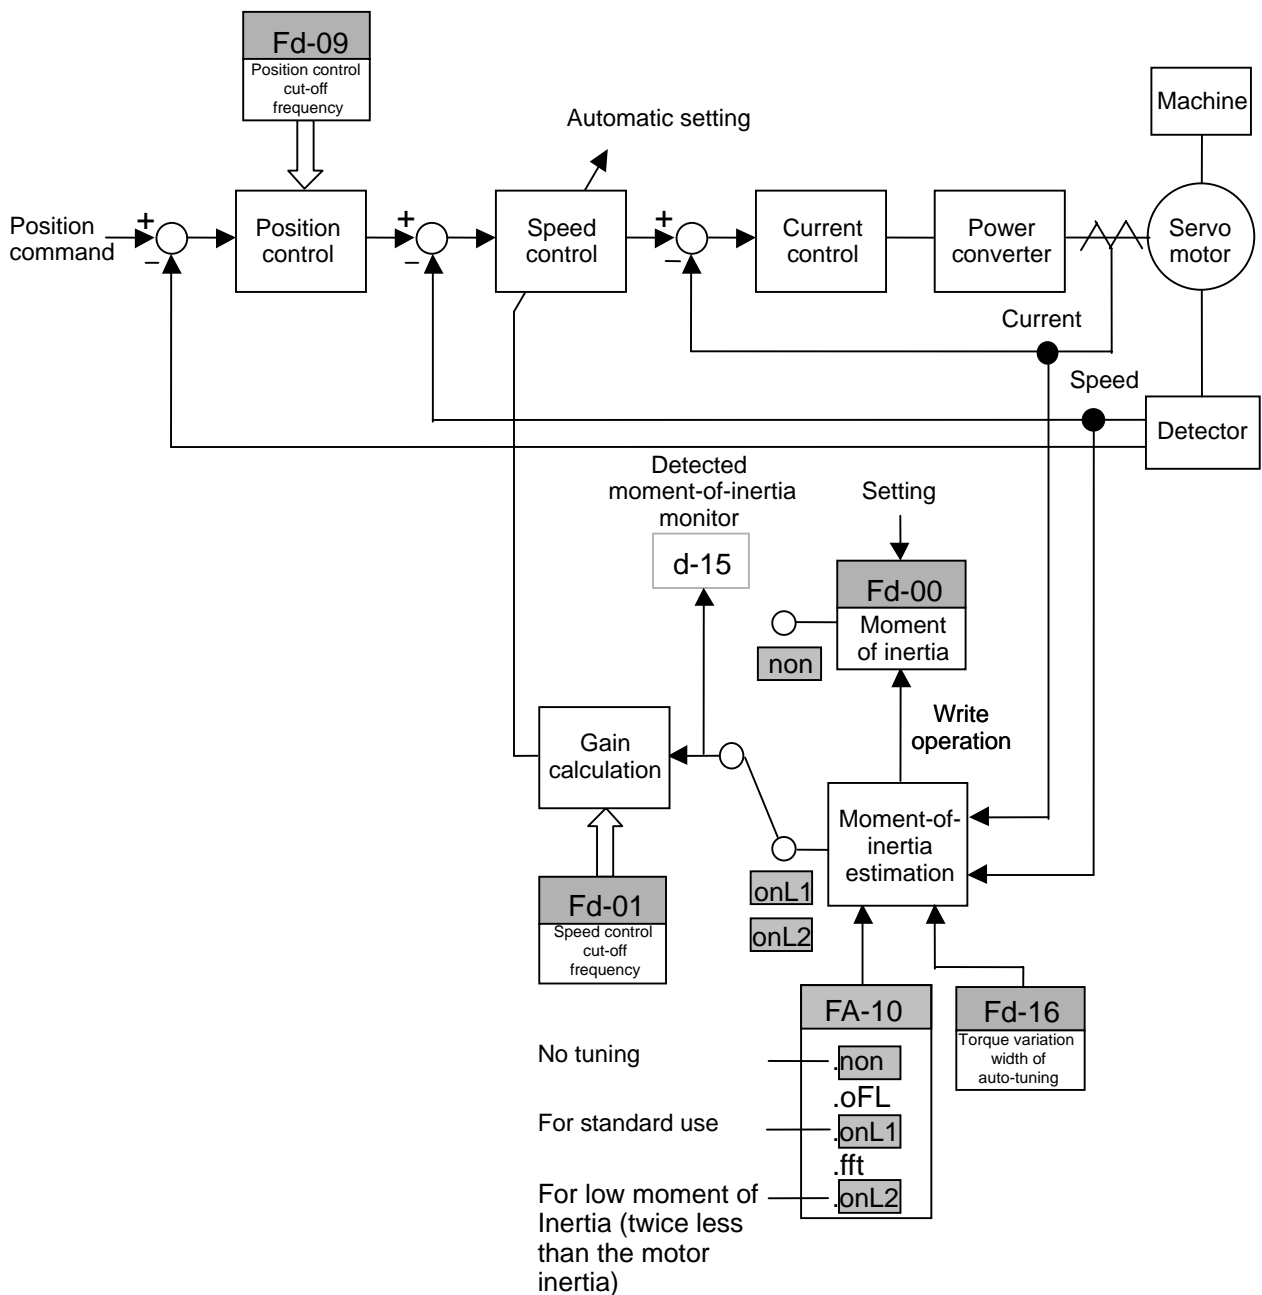 Fd-09
Position control
cut-off
frequency
Machine
Automatic setting
Position
command
+
−
Position
control
+
−
Speed
control
+
−
Current
control
Power
converter
Servo
motor
Current
Speed
Detector
Detected
moment-of-inertia
monitor
d-15
Setting
Fd-00
Moment
of inertia
non
Write
operation
Gain
calculation
Moment-of-
inertia
estimation
onL1
onL2
Fd-01
Speed control
cut-off
frequency
FA-10
Fd-16
Torque variation
width of
auto-tuning
No tuning
.non
.oFL
For standard use
.onL1
.fft
.onL2
For low moment of
Inertia (twice less
than the motor
inertia)